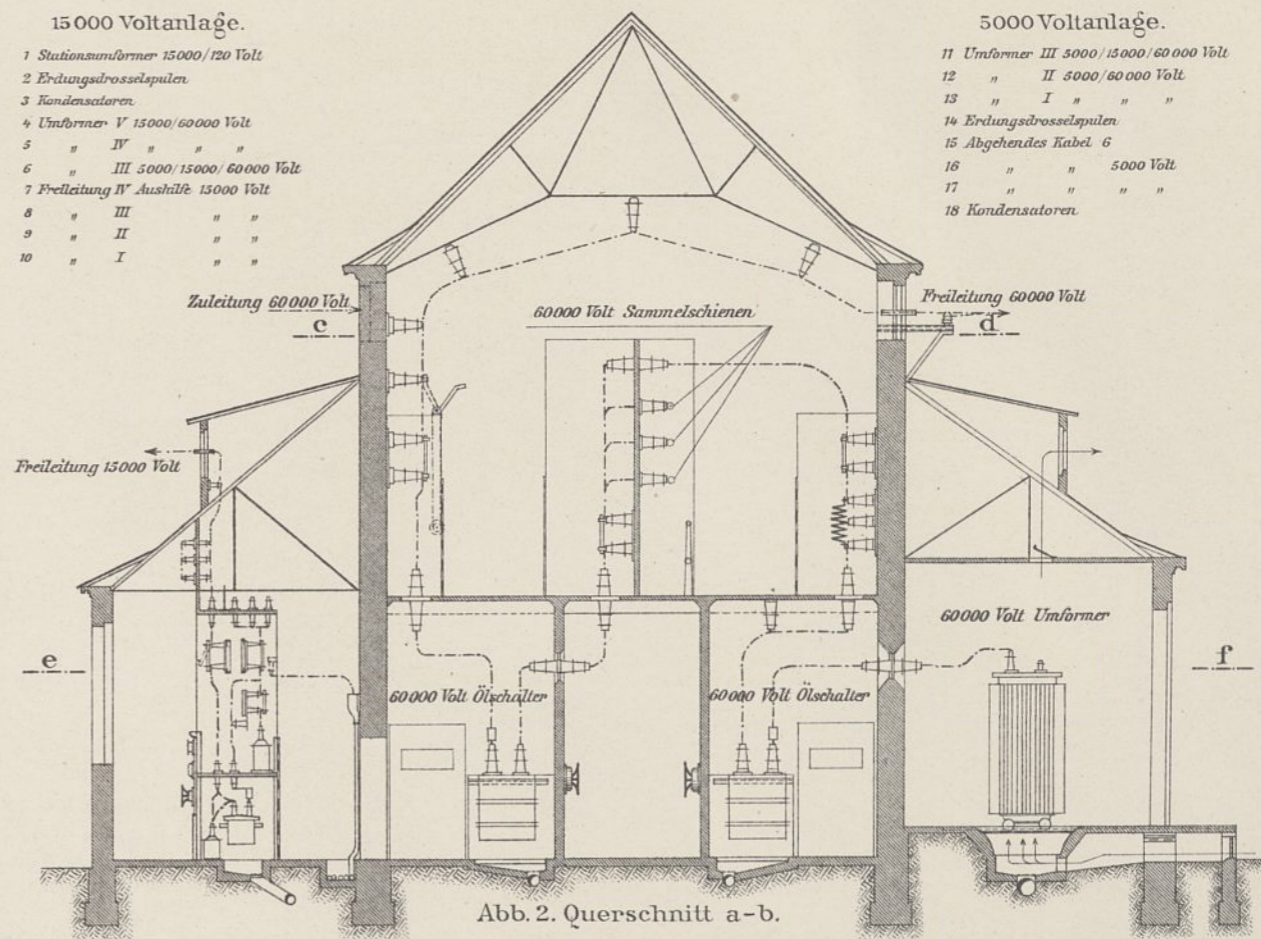 15000 Voltanlage.
1 Stationsumformer 15000/120 Volt
2 Erdungsdrosselspulen
3 Kondensatoren
4 Umformer V 15000/60000 Volt
5 „ IV „ „ „
6 „ III 5000/15000/60000 Volt
7 Freileitung IV Aushilfe 15000 Volt
8 „ III „ „
9 „ II „ „
10 „ I „ „
5000 Voltanlage.
11 Umformer III 5000/15000/60000 Volt
12 „ II 5000/60000 Volt
13 „ I „ „ „
14 Erdungsdrosselspulen
15 Abgehendes Kabel 6
16 „ „ 5000 Volt
17 „ „ „ „
18 Kondensatoren
Zuleitung 60000 Volt
c
60000 Volt Sammelschienen
Freileitung 60000 Volt
d
Freileitung 15000 Volt
e
60000 Volt Ölschalter
60000 Volt Ölschalter
60000 Volt Umformer
f
Abb. 2. Querschnitt a-b.